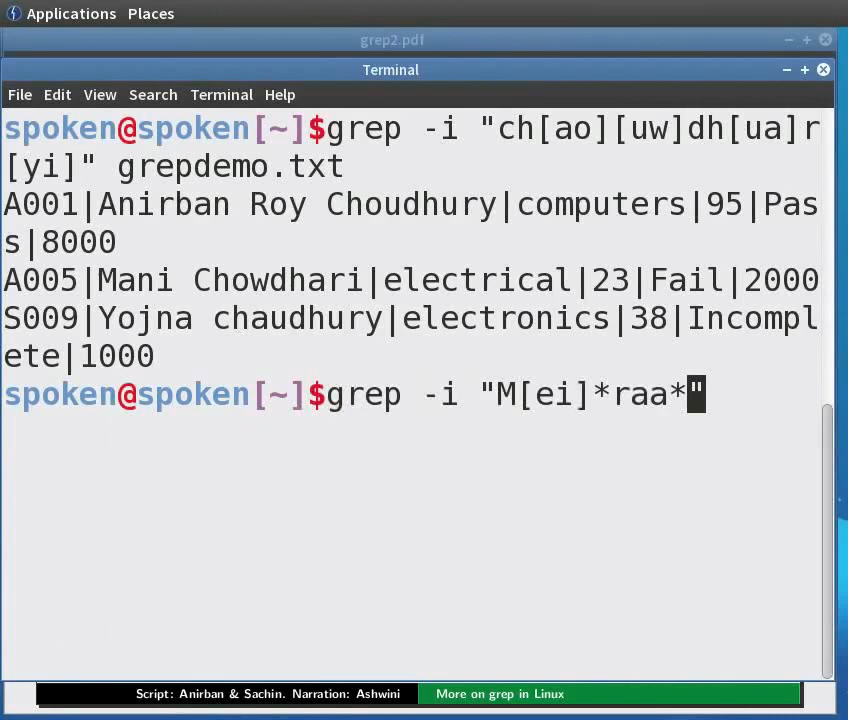 Applications Places
grep2.pdf
Terminal
File Edit View Search Terminal Help
spoken@spoken[~]$grep -i "ch[ao][uw]dh[ua]r
[yi]" grepdemo.txt
A001|Anirban Roy Choudhury|computers|95|Pas
s|8000
A005|Mani Chowdhari|electrical|23|Fail|2000
S009|Yojna chaudhury|electronics|38|Incompl
ete|1000
spoken@spoken[~]$grep -i "M[ei]*raa*"
Script: Anirban & Sachin. Narration: Ashwini More on grep in Linux